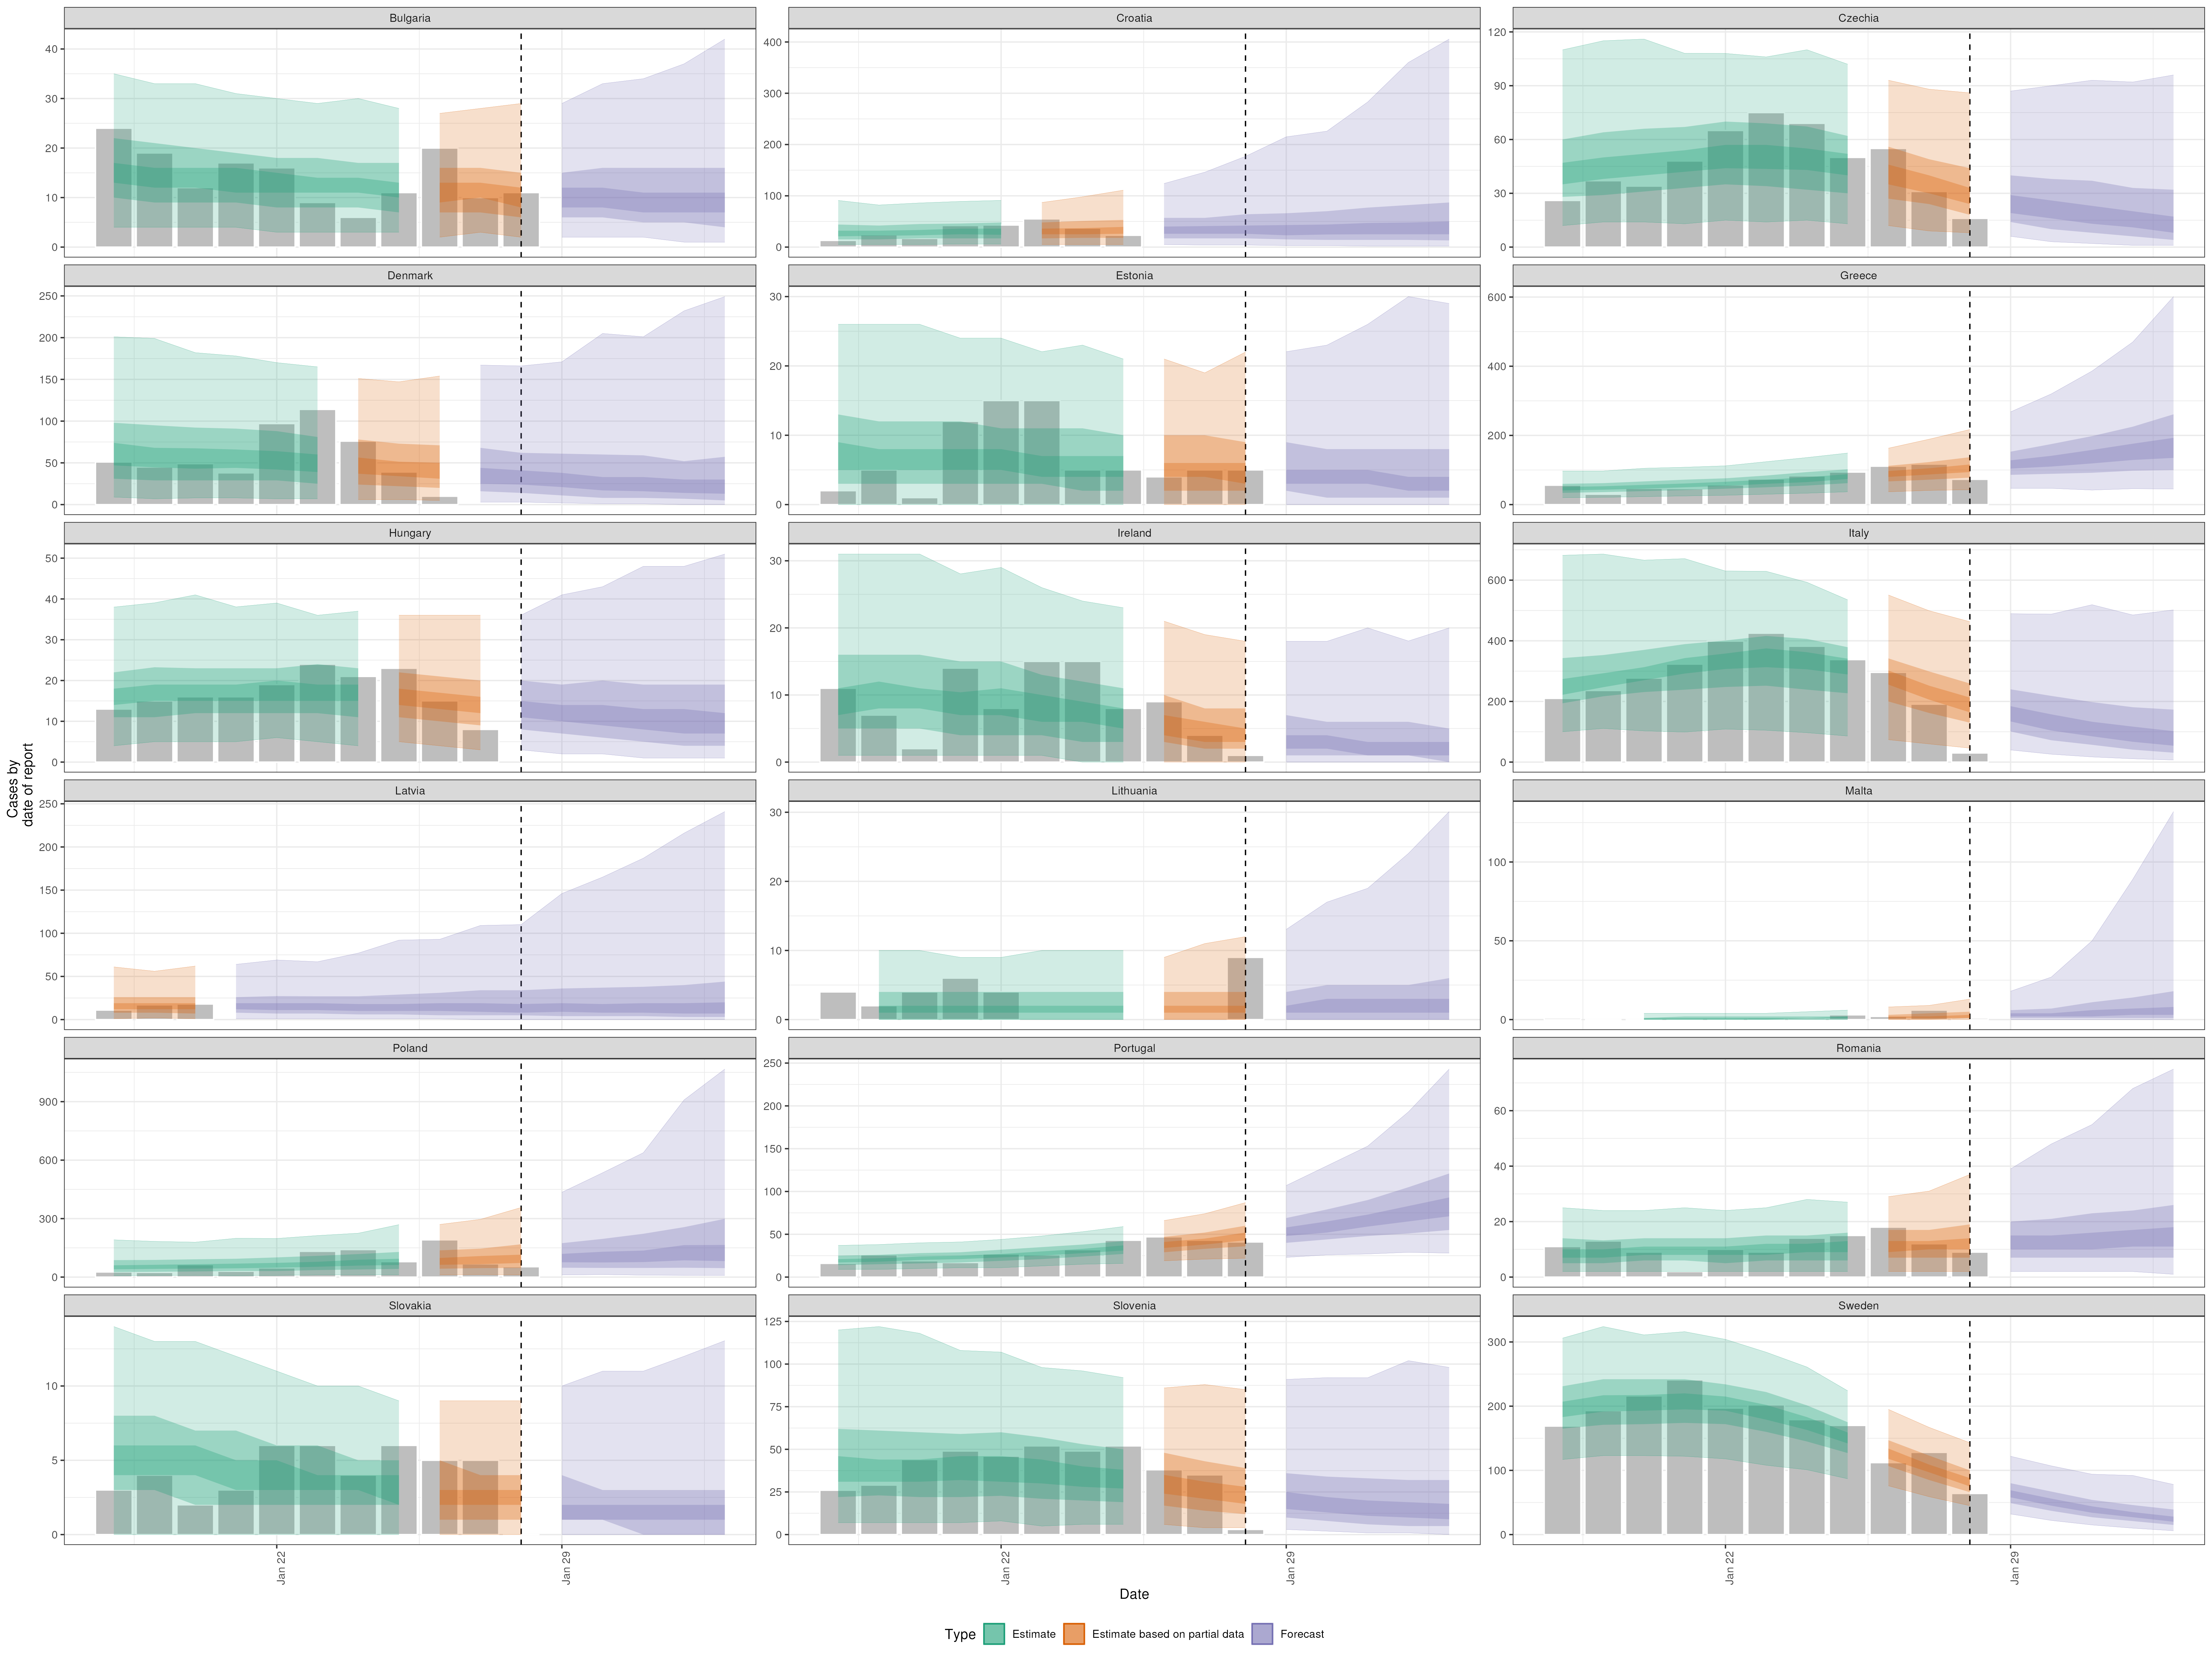 Bulgaria
Croatia
Czechia
40
30
20
10
0
400
300
200
100
0
120
90
60
30
0
Denmark
Estonia
Greece
250
200
150
100
50
0
30
20
10
0
600
400
200
0
Hungary
Ireland
Italy
50
40
30
20
10
0
30
20
10
0
600
400
200
0
Cases by
date of report
Latvia
Lithuania
Malta
250
200
150
100
50
0
30
20
10
0
100
50
0
Poland
Portugal
Romania
900
600
300
0
250
200
150
100
50
0
60
40
20
0
Slovakia
Slovenia
Sweden
10
5
0
125
100
75
50
25
0
300
200
100
0
Jan 22
Jan 29
Jan 22
Jan 29
Jan 22
Jan 29
Date
Type
Estimate
Estimate based on partial data
Forecast